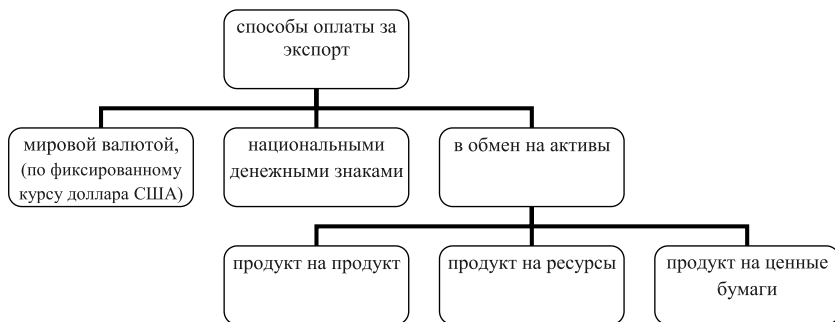 способы оплаты за
экспорт
мировой валютой,
(по фиксированному
курсу доллара США)
национальными
денежными знаками
в обмен на активы
продукт на продукт
продукт на ресурсы
продукт на ценные
бумаги